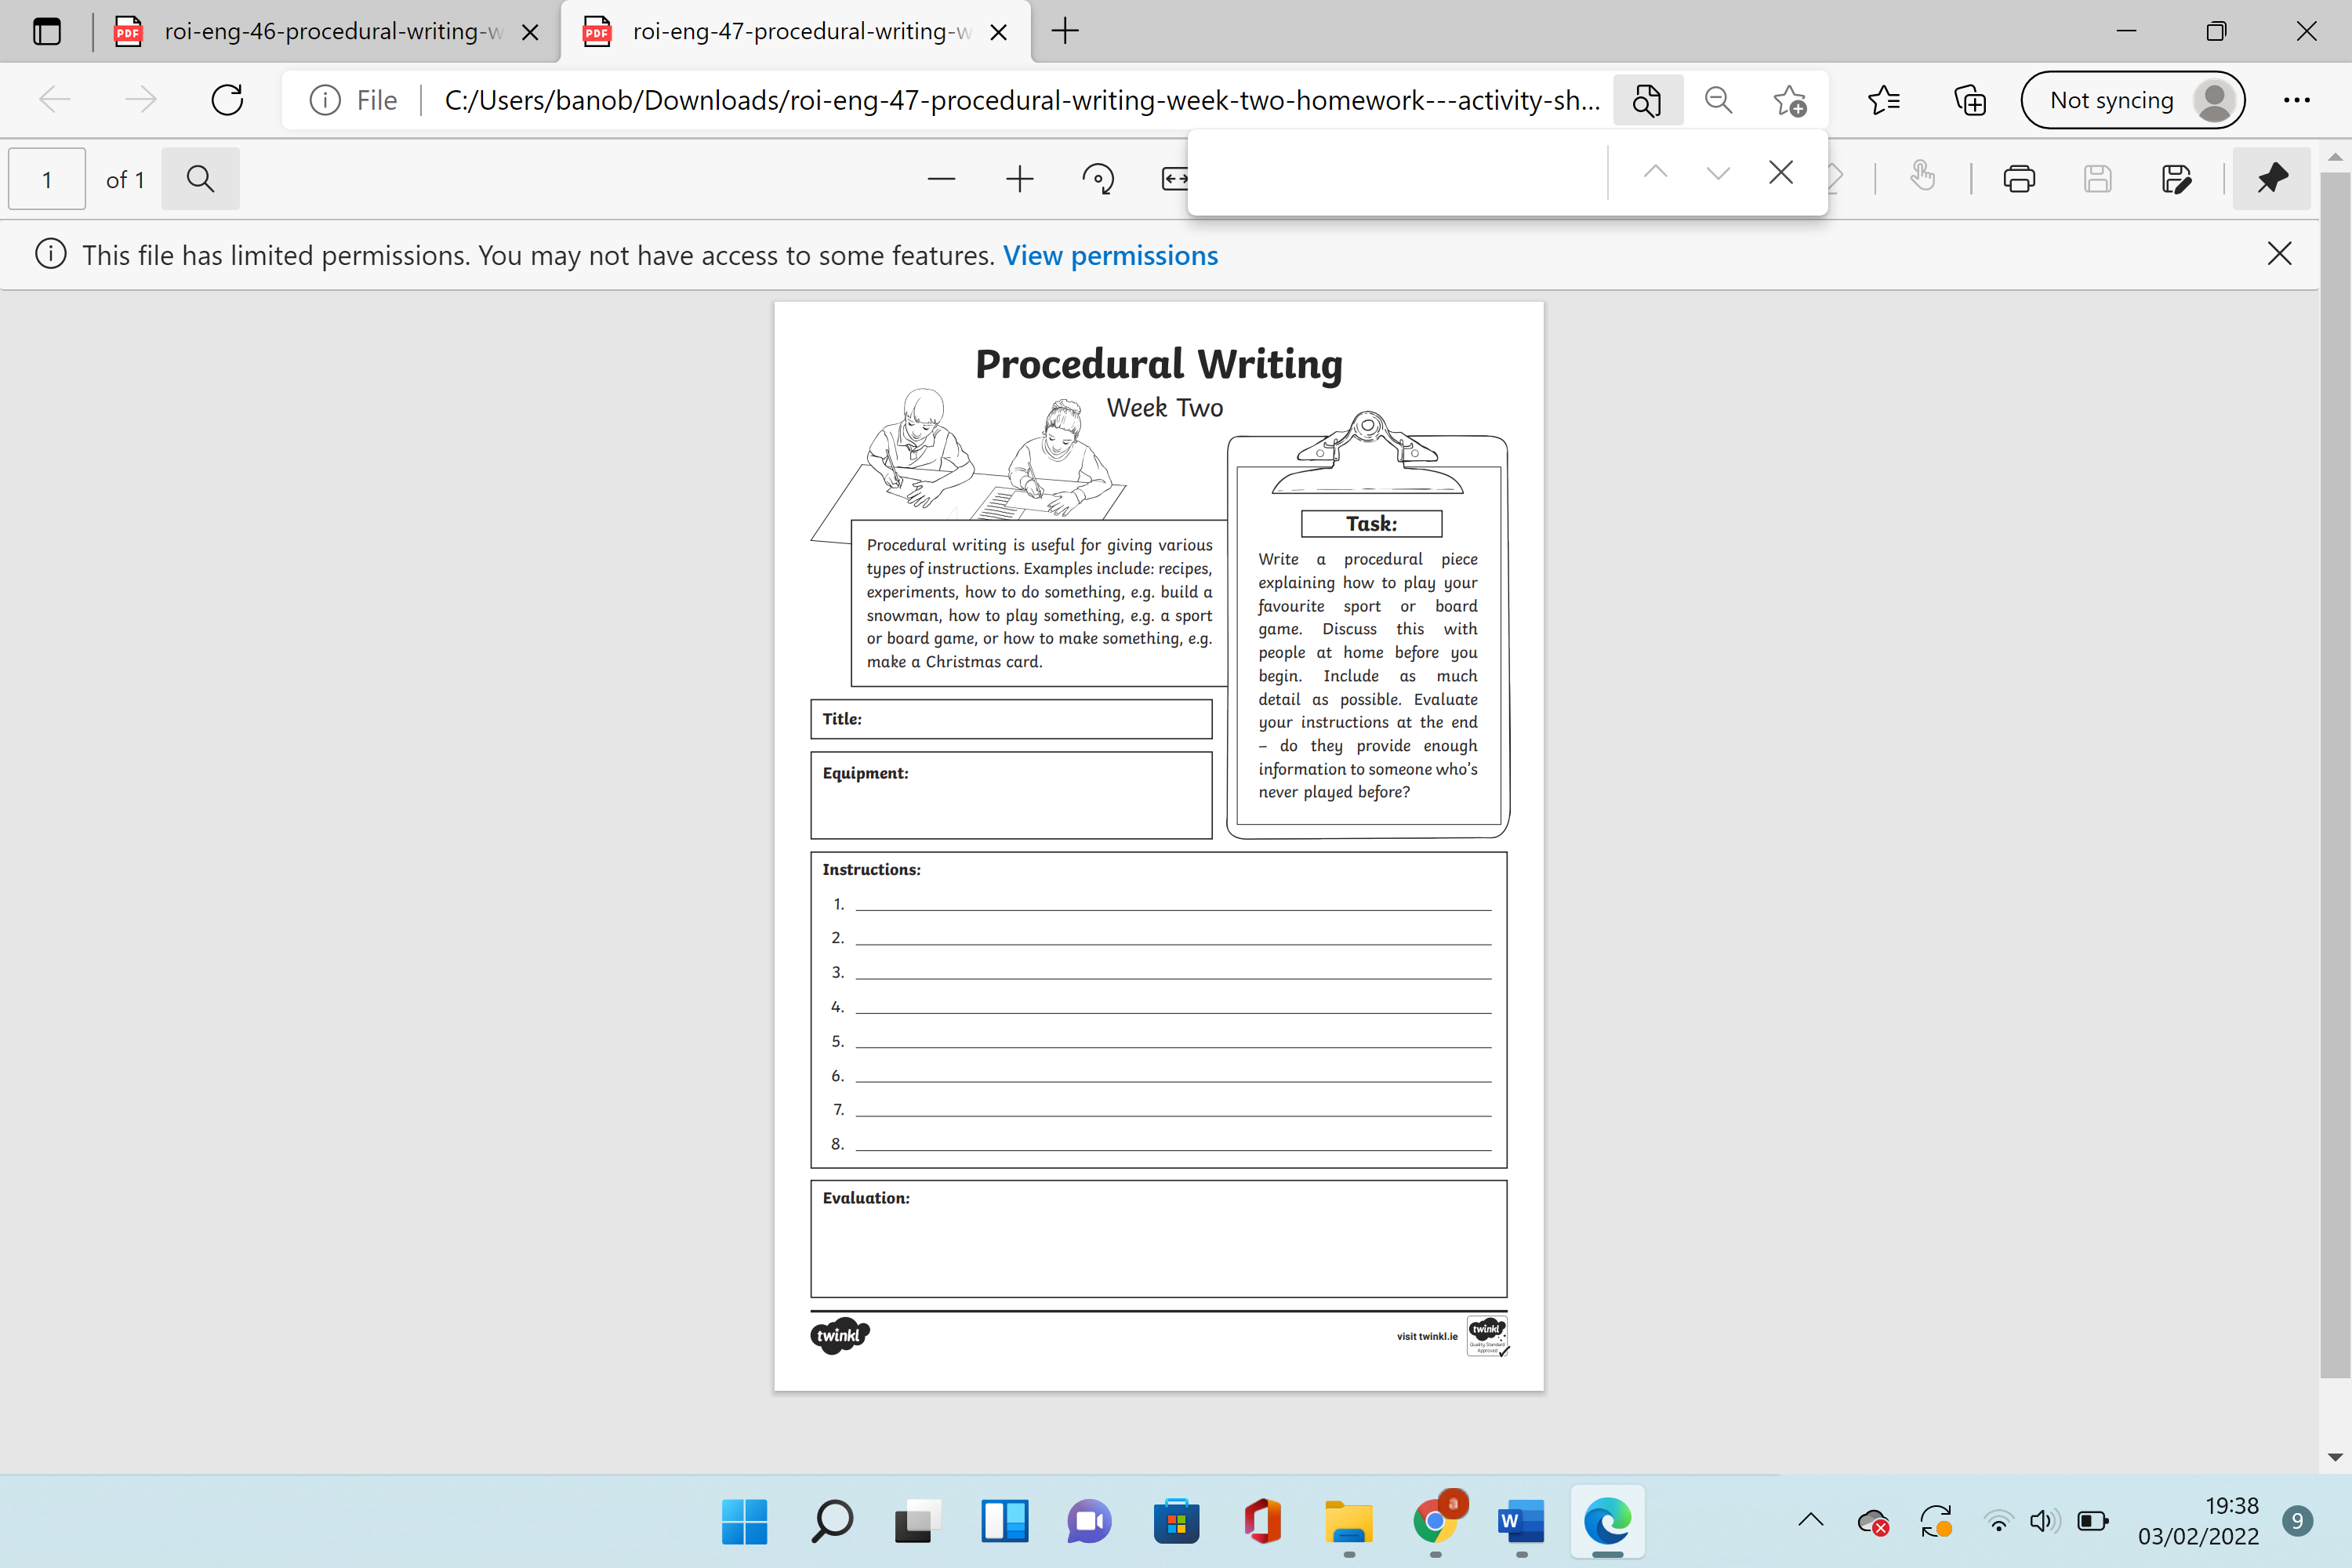 roi-eng-46-procedural-writing-w
roi-eng-47-procedural-writing-w
File
C:/Users/banob/Downloads/roi-eng-47-procedural-writing-week-two-homework---activity-sh...
Not syncing
1 of 1
This file has limited permissions. You may not have access to some features. View permissions
Procedural Writing
Week Two
Procedural writing is useful for giving various
types of instructions. Examples include: recipes,
experiments, how to do something, e.g. build a
snowman, how to play something, e.g. a sport
or board game, or how to make something, e.g.
make a Christmas card.
Task:
Write a procedural piece
explaining how to play your
favourite sport or board
game. Discuss this with
people at home before you
begin. Include as much
detail as possible. Evaluate
your instructions at the end
– do they provide enough
information to someone who's
never played before?
Title:
Equipment:
Instructions:
1.
2.
3.
4.
5.
6.
7.
8.
Evaluation:
twinkl
visit twinkl.ie
twinkl
Quality Standard
Approved
19:38
03/02/2022
9